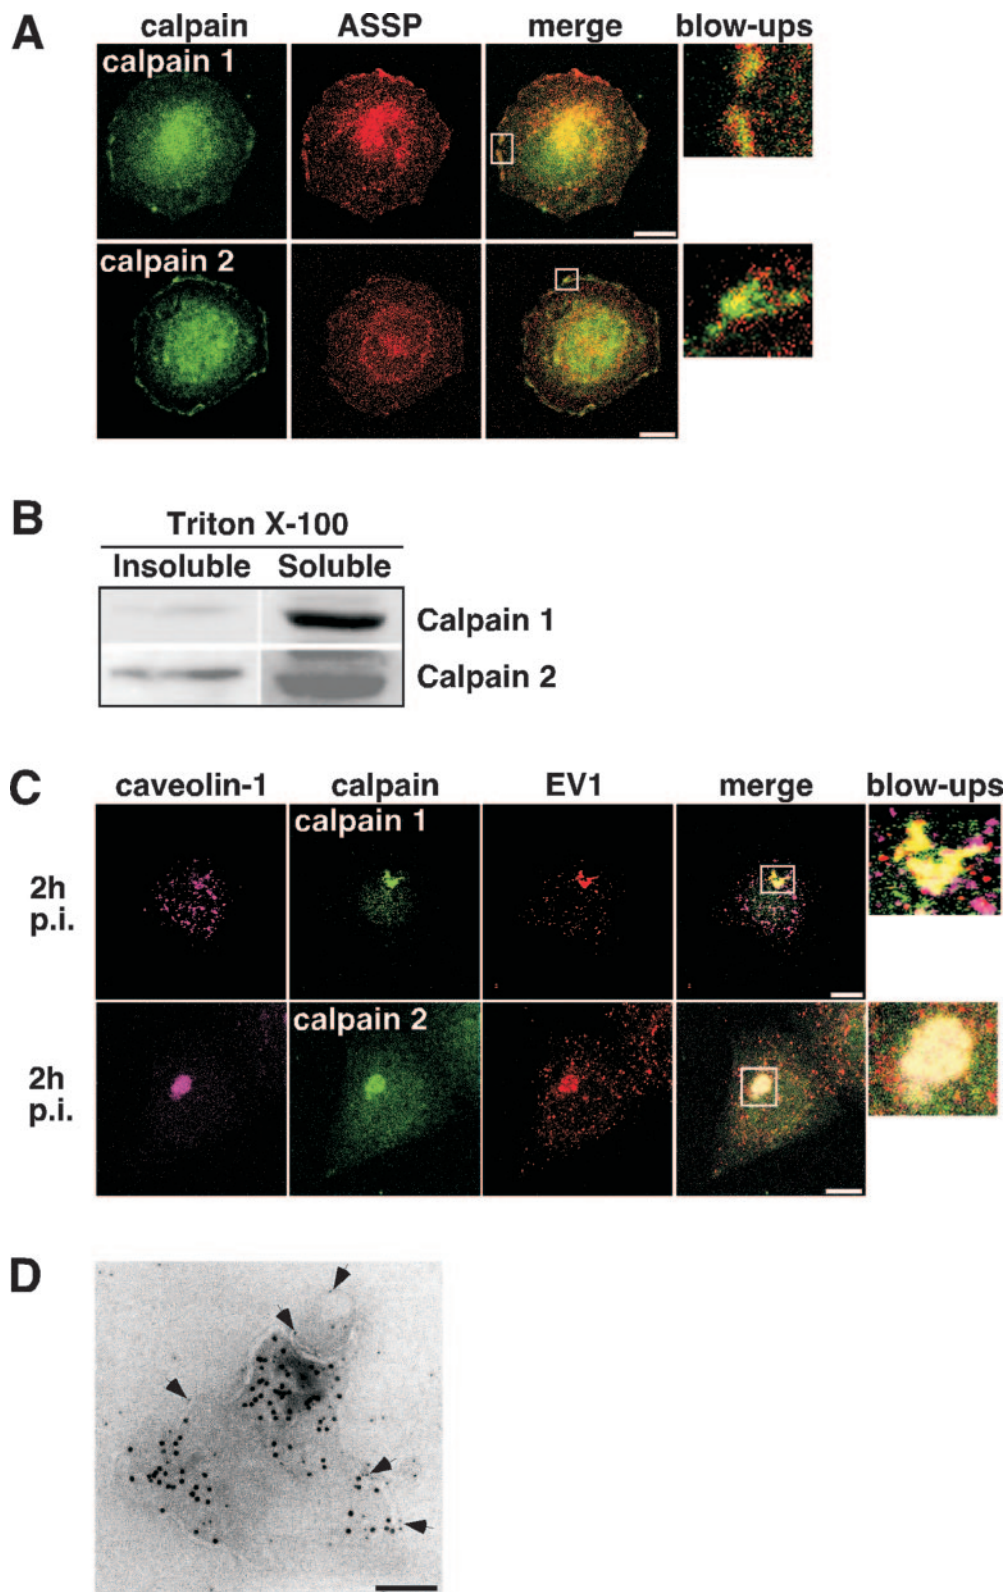 A
calpain ASSP merge blow-ups
calpain 1
calpain 2
B
Triton X-100
Insoluble Soluble
Calpain 1
Calpain 2
C
caveolin-1 calpain EV1 merge blow-ups
2h p.i. calpain 1
2h p.i. calpain 2
D